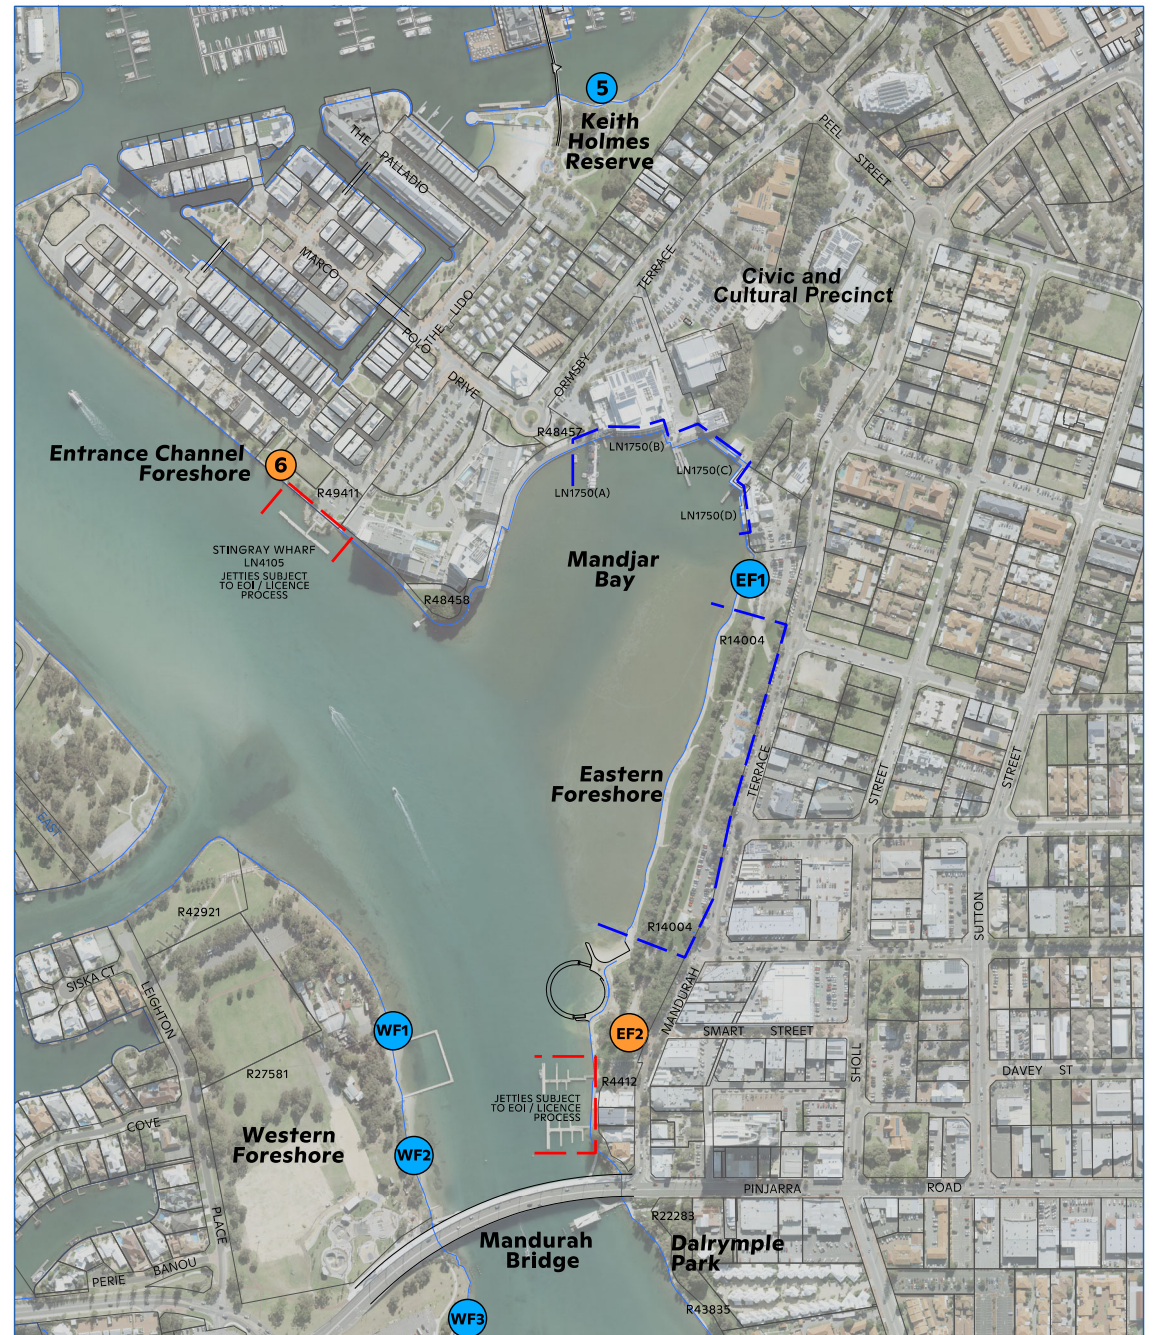 5
Keith
Holmes
Reserve
PEEL
STREET
THE
PALLADIO
MARCO
POLO
THE LIDO
DRIVE
TERRACE
ORMSBY
Civic and
Cultural Precinct
R48457
LN1750(B)
LN1750(C)
LN1750(A)
LN1750(D)
Entrance Channel
Foreshore
6
R49411
STINGRAY WHARF
LN4105
JETTIES SUBJECT
TO EOI / LICENCE
PROCESS
R48458
Mandjar
Bay
EF1
R14004
Eastern
Foreshore
TERRACE
STREET
STREET
EAST
R14004
R42921
SISKA CT
LEIGHTON
PLACE
MANDURAH
SUTTON
SHOLL
SMART STREET
DAVEY ST
WF1
EF2
R4412
R27581
JETTIES SUBJECT
TO EOI / LICENCE
PROCESS
COVE
Western
Foreshore
WF2
PINJARRA ROAD
R22283
Mandurah
Bridge
Dalrymple
Park
PERIE BANOU
R43835
WF3